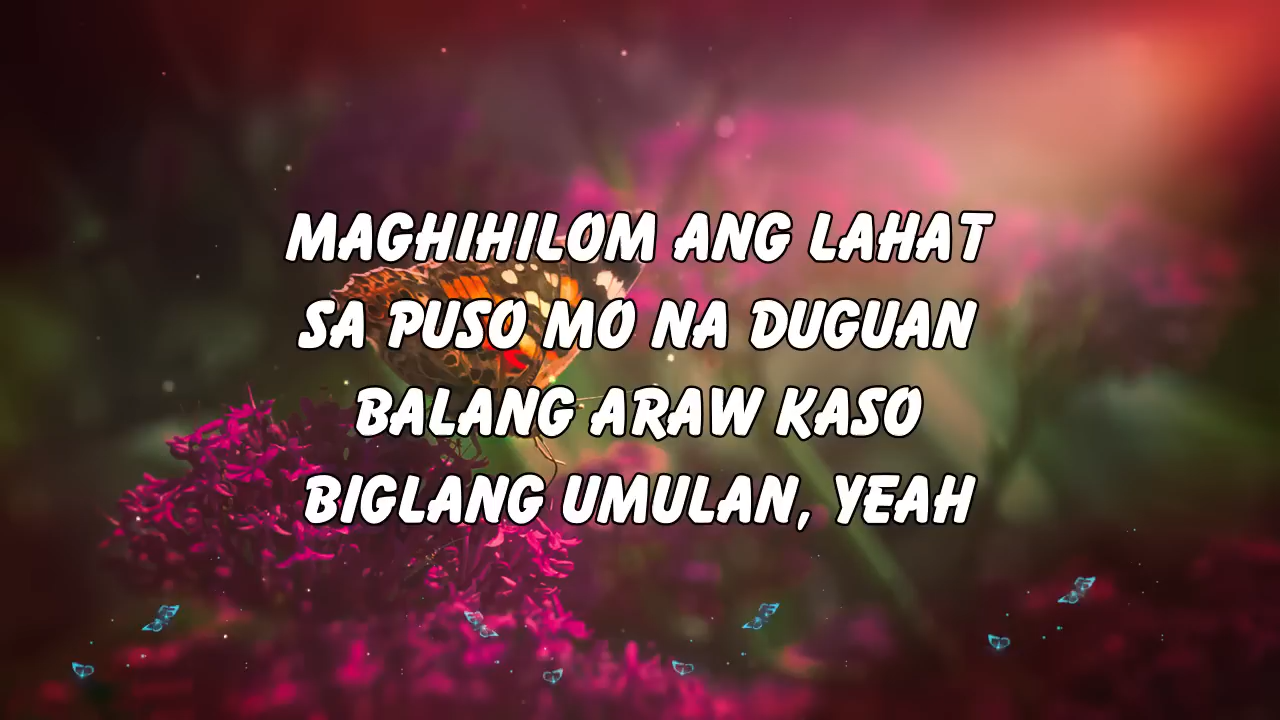 MAGHIHILOM ANG LAHAT
SA PUSO MO NA DUGUAN
BALANG ARAW KASO
BIGLANG UMULAN, YEAH